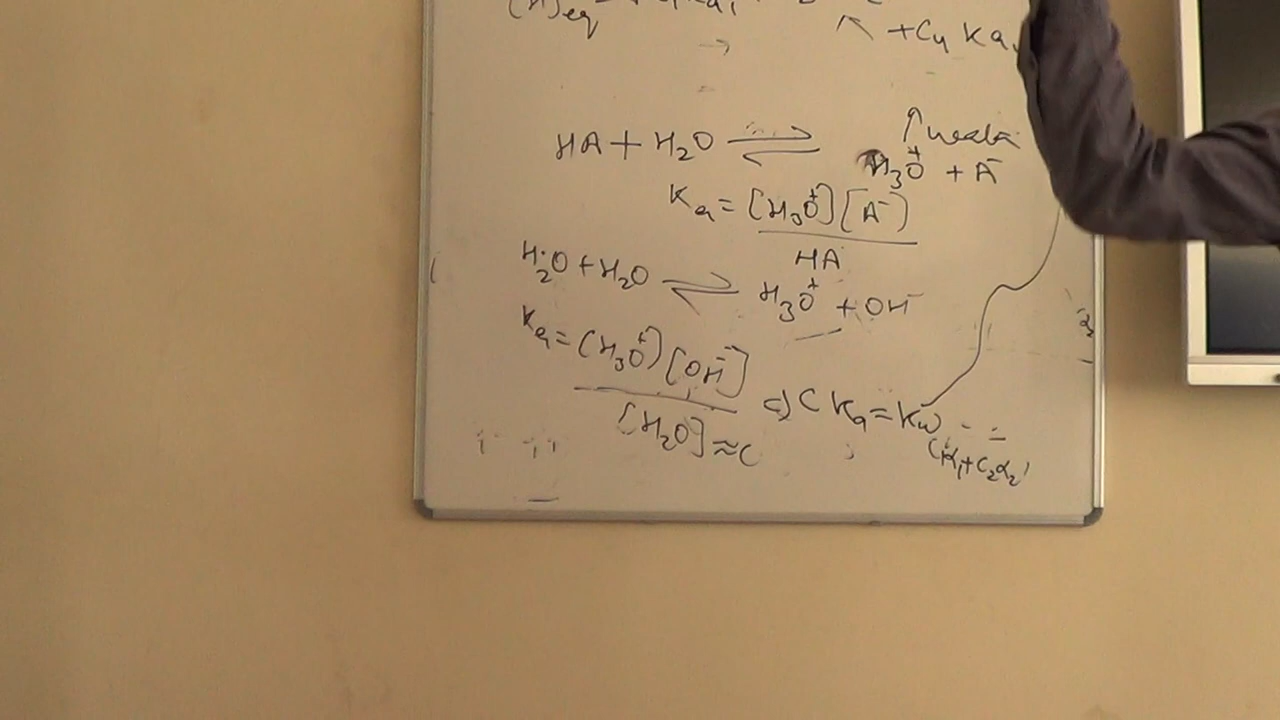 +C4 Ka
weak
HA + H2O ⇌ H3O+ + A-
Ka = [H3O+][A-]
HA
H2O + H2O ⇌ H3O+ + OH-
Ka = [H3O+][OH-]
[H2O] ≈ C
C Ka = Kw
C1α1 + C2α2